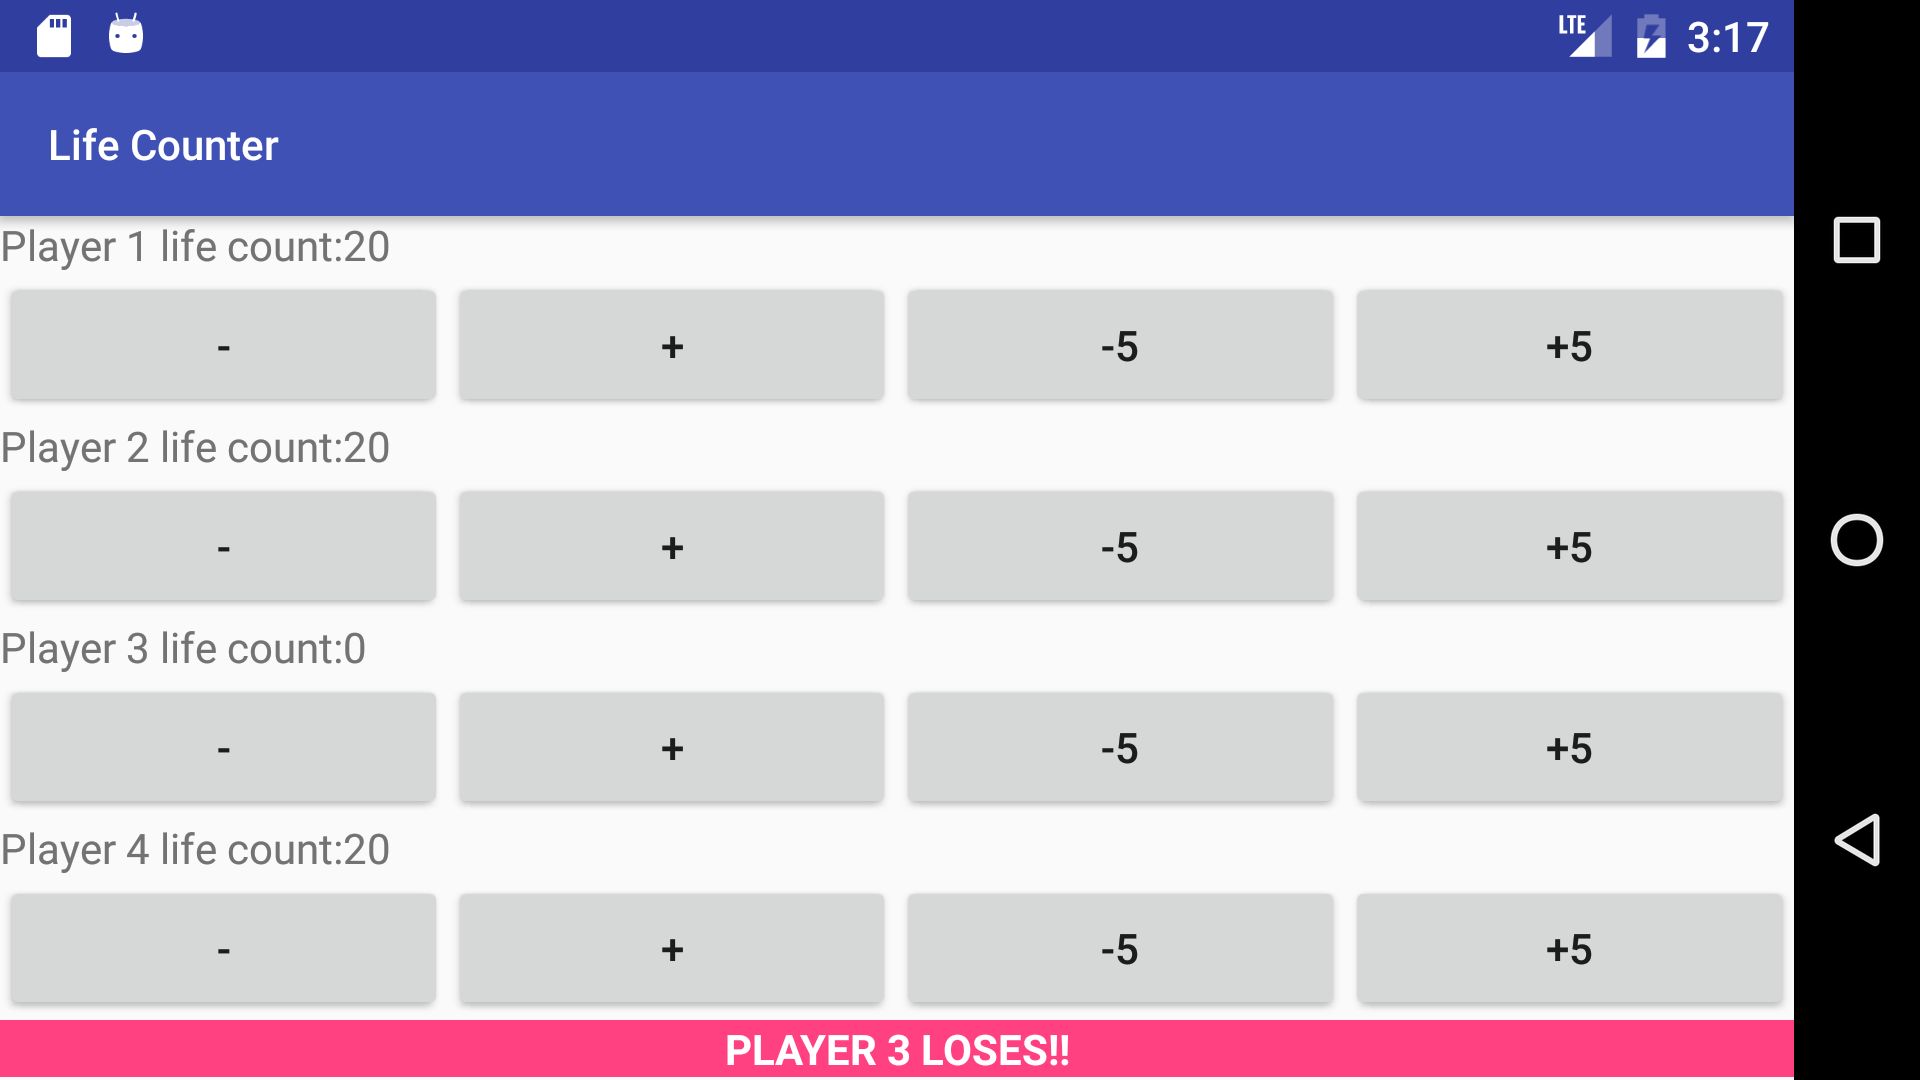 LTE 3:17
Life Counter
Player 1 life count:20
- + -5 +5
Player 2 life count:20
- + -5 +5
Player 3 life count:0
- + -5 +5
Player 4 life count:20
- + -5 +5
PLAYER 3 LOSES!!